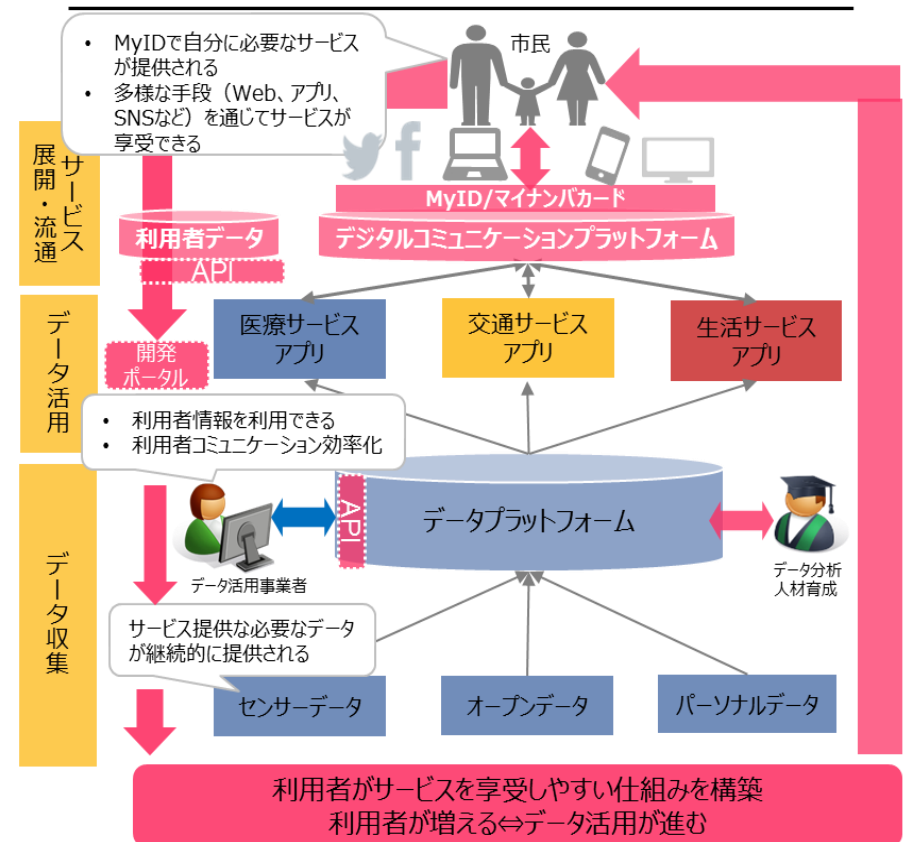 • MyIDで自分に必要なサービス
が提供される
• 多様な手段（Web、アプリ、
SNSなど）を通じてサービスが
享受できる
市民
サービス
展開・流通
MyID/マイナンバカード
利用者データ
API
デジタルコミュニケーションプラットフォーム
データ活用
医療サービス
アプリ
交通サービス
アプリ
生活サービス
アプリ
開発
ポータル
• 利用者情報を利用できる
• 利用者コミュニケーション効率化
データ収集
API
データプラットフォーム
データ活用事業者
データ分析
人材育成
サービス提供な必要なデータ
が継続的に提供される
センサーデータ
オープンデータ
パーソナルデータ
利用者がサービスを享受しやすい仕組みを構築
利用者が増える⇔データ活用が進む